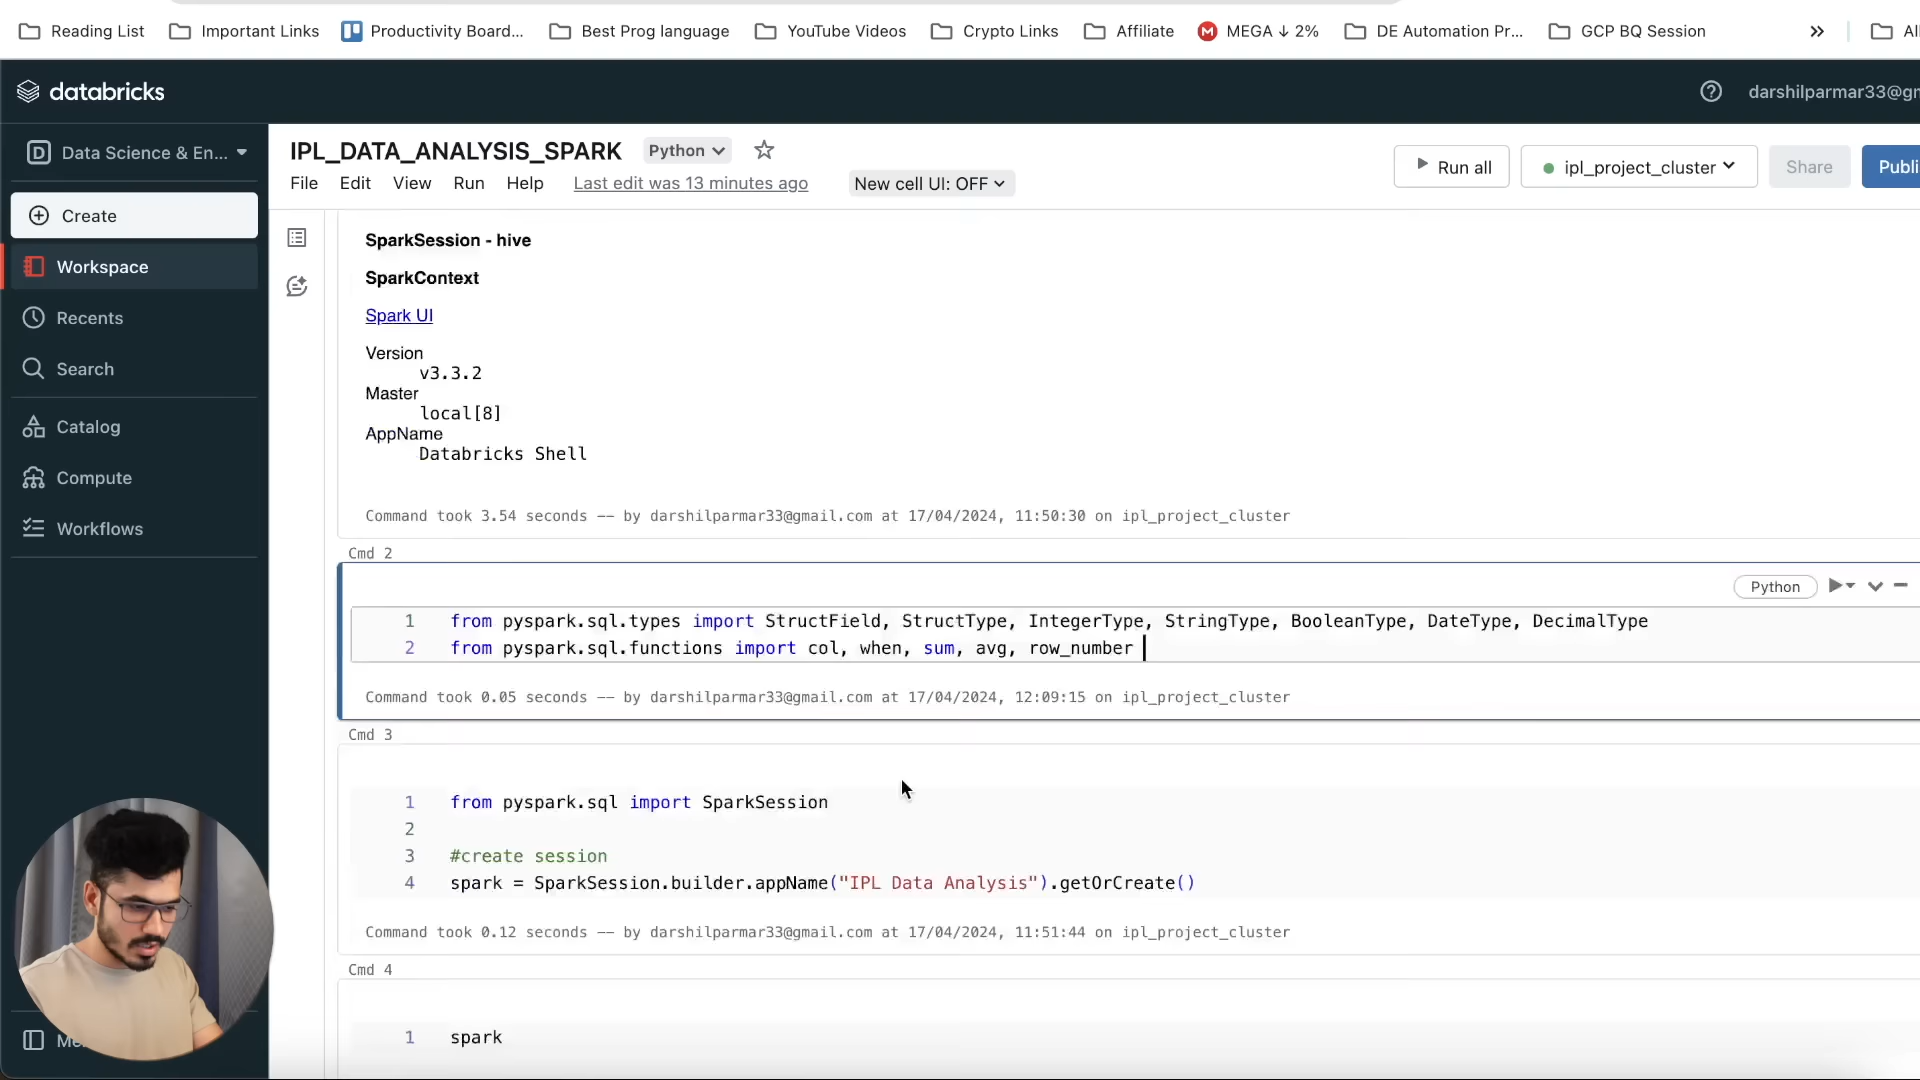 Reading List Important Links Productivity Board... Best Prog language YouTube Videos Crypto Links Affiliate MEGA ↓ 2% DE Automation Pr... GCP BQ Session »
databricks darshilparmar33@gm
Data Science & En...
IPL_DATA_ANALYSIS_SPARK Python
Run all ipl_project_cluster Share Publi
File Edit View Run Help Last edit was 13 minutes ago New cell UI: OFF
Create
Workspace
Recents
Search
Catalog
Compute
Workflows
SparkSession - hive
SparkContext
Spark UI
Version
v3.3.2
Master
local[8]
AppName
Databricks Shell
Command took 3.54 seconds -- by darshilparmar33@gmail.com at 17/04/2024, 11:50:30 on ipl_project_cluster
Cmd 2
Python
1 from pyspark.sql.types import StructField, StructType, IntegerType, StringType, BooleanType, DateType, DecimalType
2 from pyspark.sql.functions import col, when, sum, avg, row_number
Command took 0.05 seconds -- by darshilparmar33@gmail.com at 17/04/2024, 12:09:15 on ipl_project_cluster
Cmd 3
1 from pyspark.sql import SparkSession
2
3 #create session
4 spark = SparkSession.builder.appName("IPL Data Analysis").getOrCreate()
Command took 0.12 seconds -- by darshilparmar33@gmail.com at 17/04/2024, 11:51:44 on ipl_project_cluster
Cmd 4
1 spark